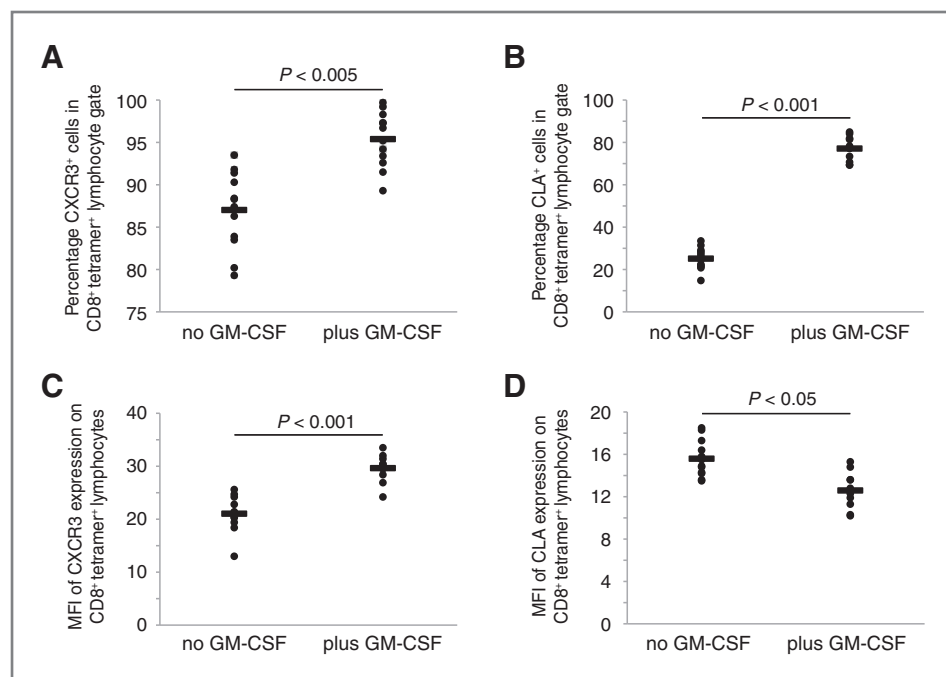 A
P < 0.005
Percentage CXCR3⁺ cells in
CD8⁺ tetramer⁺ lymphocyte gate
100
95
90
85
80
75
no GM-CSF
plus GM-CSF
B
P < 0.001
Percentage CLA⁺ cells in
CD8⁺ tetramer⁺ lymphocyte gate
100
80
60
40
20
0
no GM-CSF
plus GM-CSF
C
P < 0.001
MFI of CXCR3 expression on
CD8⁺ tetramer⁺ lymphocytes
40
30
20
10
0
no GM-CSF
plus GM-CSF
D
P < 0.05
MFI of CLA expression on
CD8⁺ tetramer⁺ lymphocytes
20
16
12
8
4
0
no GM-CSF
plus GM-CSF